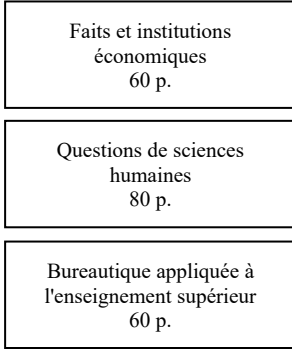 Faits et institutions
économiques
60 p.
Questions de sciences
humaines
80 p.
Bureautique appliquée à
l'enseignement supérieur
60 p.